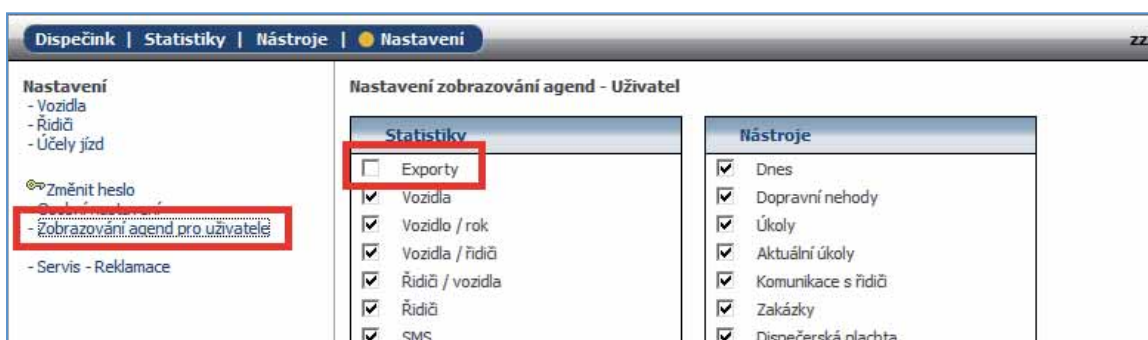 Dispečink | Statistiky | Nástroje | Nastavení
zz
Nastavení
- Vozidla
- Řidiči
- Účely jízd
Změnit heslo
- Osobní nastavení
- Zobrazování agend pro uživatele
- Servis - Reklamace
Nastavení zobrazování agend - Uživatel
Statistiky
Exporty
Vozidla
Vozidlo / rok
Vozidla / řidiči
Řidiči / vozidla
Řidiči
SMS
Nástroje
Dnes
Dopravní nehody
Úkoly
Aktuální úkoly
Komunikace s řidiči
Zakázky
Dispečerská plachta